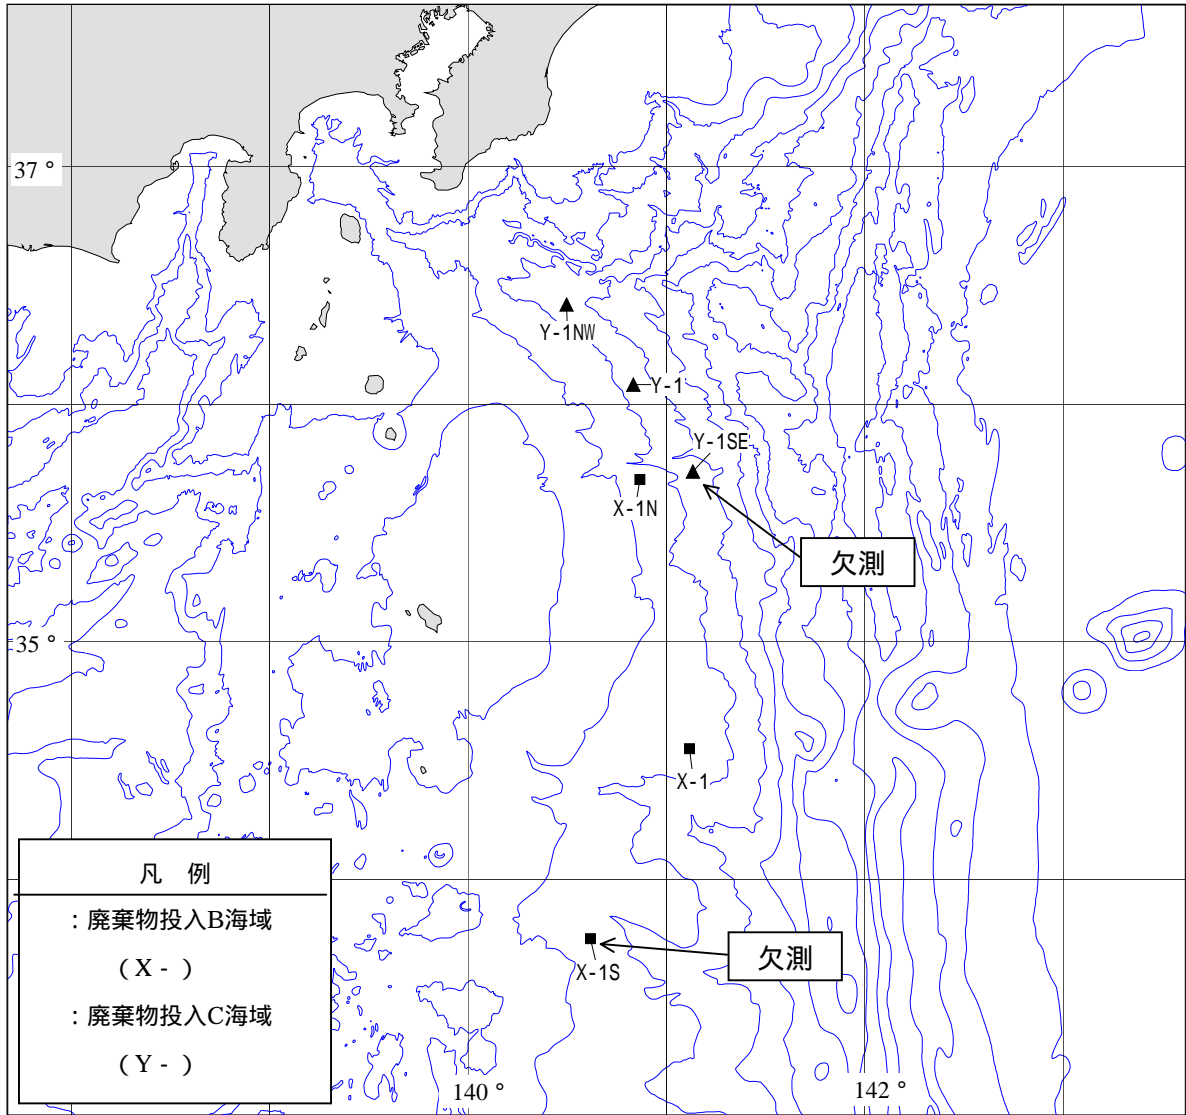 37 °
Y-1NW
Y-1
Y-1SE
X-1N
欠測
35 °
X-1
凡 例
：廃棄物投入B海域
（X - ）
：廃棄物投入C海域
（Y - ）
欠測
X-1S
140 °
142 °